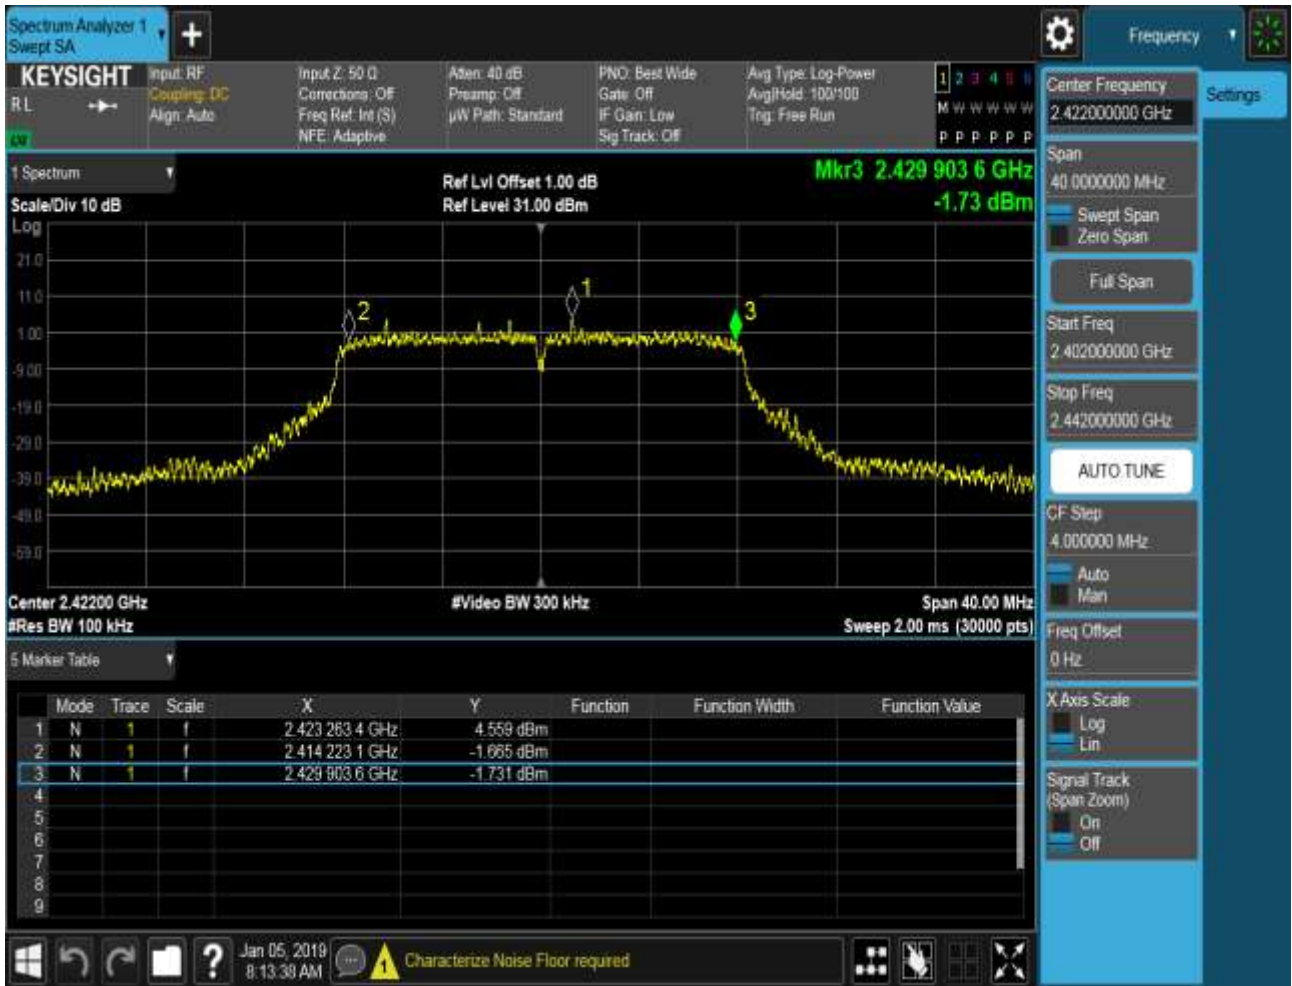 Spectrum Analyzer 1
Swept SA
Frequency
KEYSIGHT
RL
Input: RF
Coupling: DC
Align: Auto
Input Z: 50 Ω
Corrections: Off
Freq Ref: Int (S)
NFE: Adaptive
Atten: 40 dB
Preamp: Off
µW Path: Standard
PNO: Best Wide
Gate: Off
IF Gain: Low
Sig Track: Off
Avg Type: Log-Power
Avg|Hold: 100/100
Trig: Free Run
1 2 3 4 5 6
M W W W W W
P P P P P P
1 Spectrum
Scale/Div 10 dB
Ref Lvl Offset 1.00 dB
Ref Level 31.00 dBm
Mkr3 2.429 903 6 GHz
-1.73 dBm
Log
21.0
11.0
1.00
-9.00
-19.0
-29.0
-39.0
-49.0
-59.0
2
1
3
Center 2.42200 GHz
#Video BW 300 kHz
Span 40.00 MHz
#Res BW 100 kHz
Sweep 2.00 ms (30000 pts)
5 Marker Table
Mode Trace Scale X Y Function Function Width Function Value
1 N 1 f 2.423 263 4 GHz 4.559 dBm
2 N 1 f 2.414 223 1 GHz -1.665 dBm
3 N 1 f 2.429 903 6 GHz -1.731 dBm
4
5
6
7
8
9
Center Frequency
2.422000000 GHz
Settings
Span
40.0000000 MHz
Swept Span
Zero Span
Full Span
Start Freq
2.402000000 GHz
Stop Freq
2.442000000 GHz
AUTO TUNE
CF Step
4.000000 MHz
Auto
Man
Freq Offset
0 Hz
X Axis Scale
Log
Lin
Signal Track
(Span Zoom)
On
Off
?
Jan 05, 2019
8:13:38 AM
1
Characterize Noise Floor required